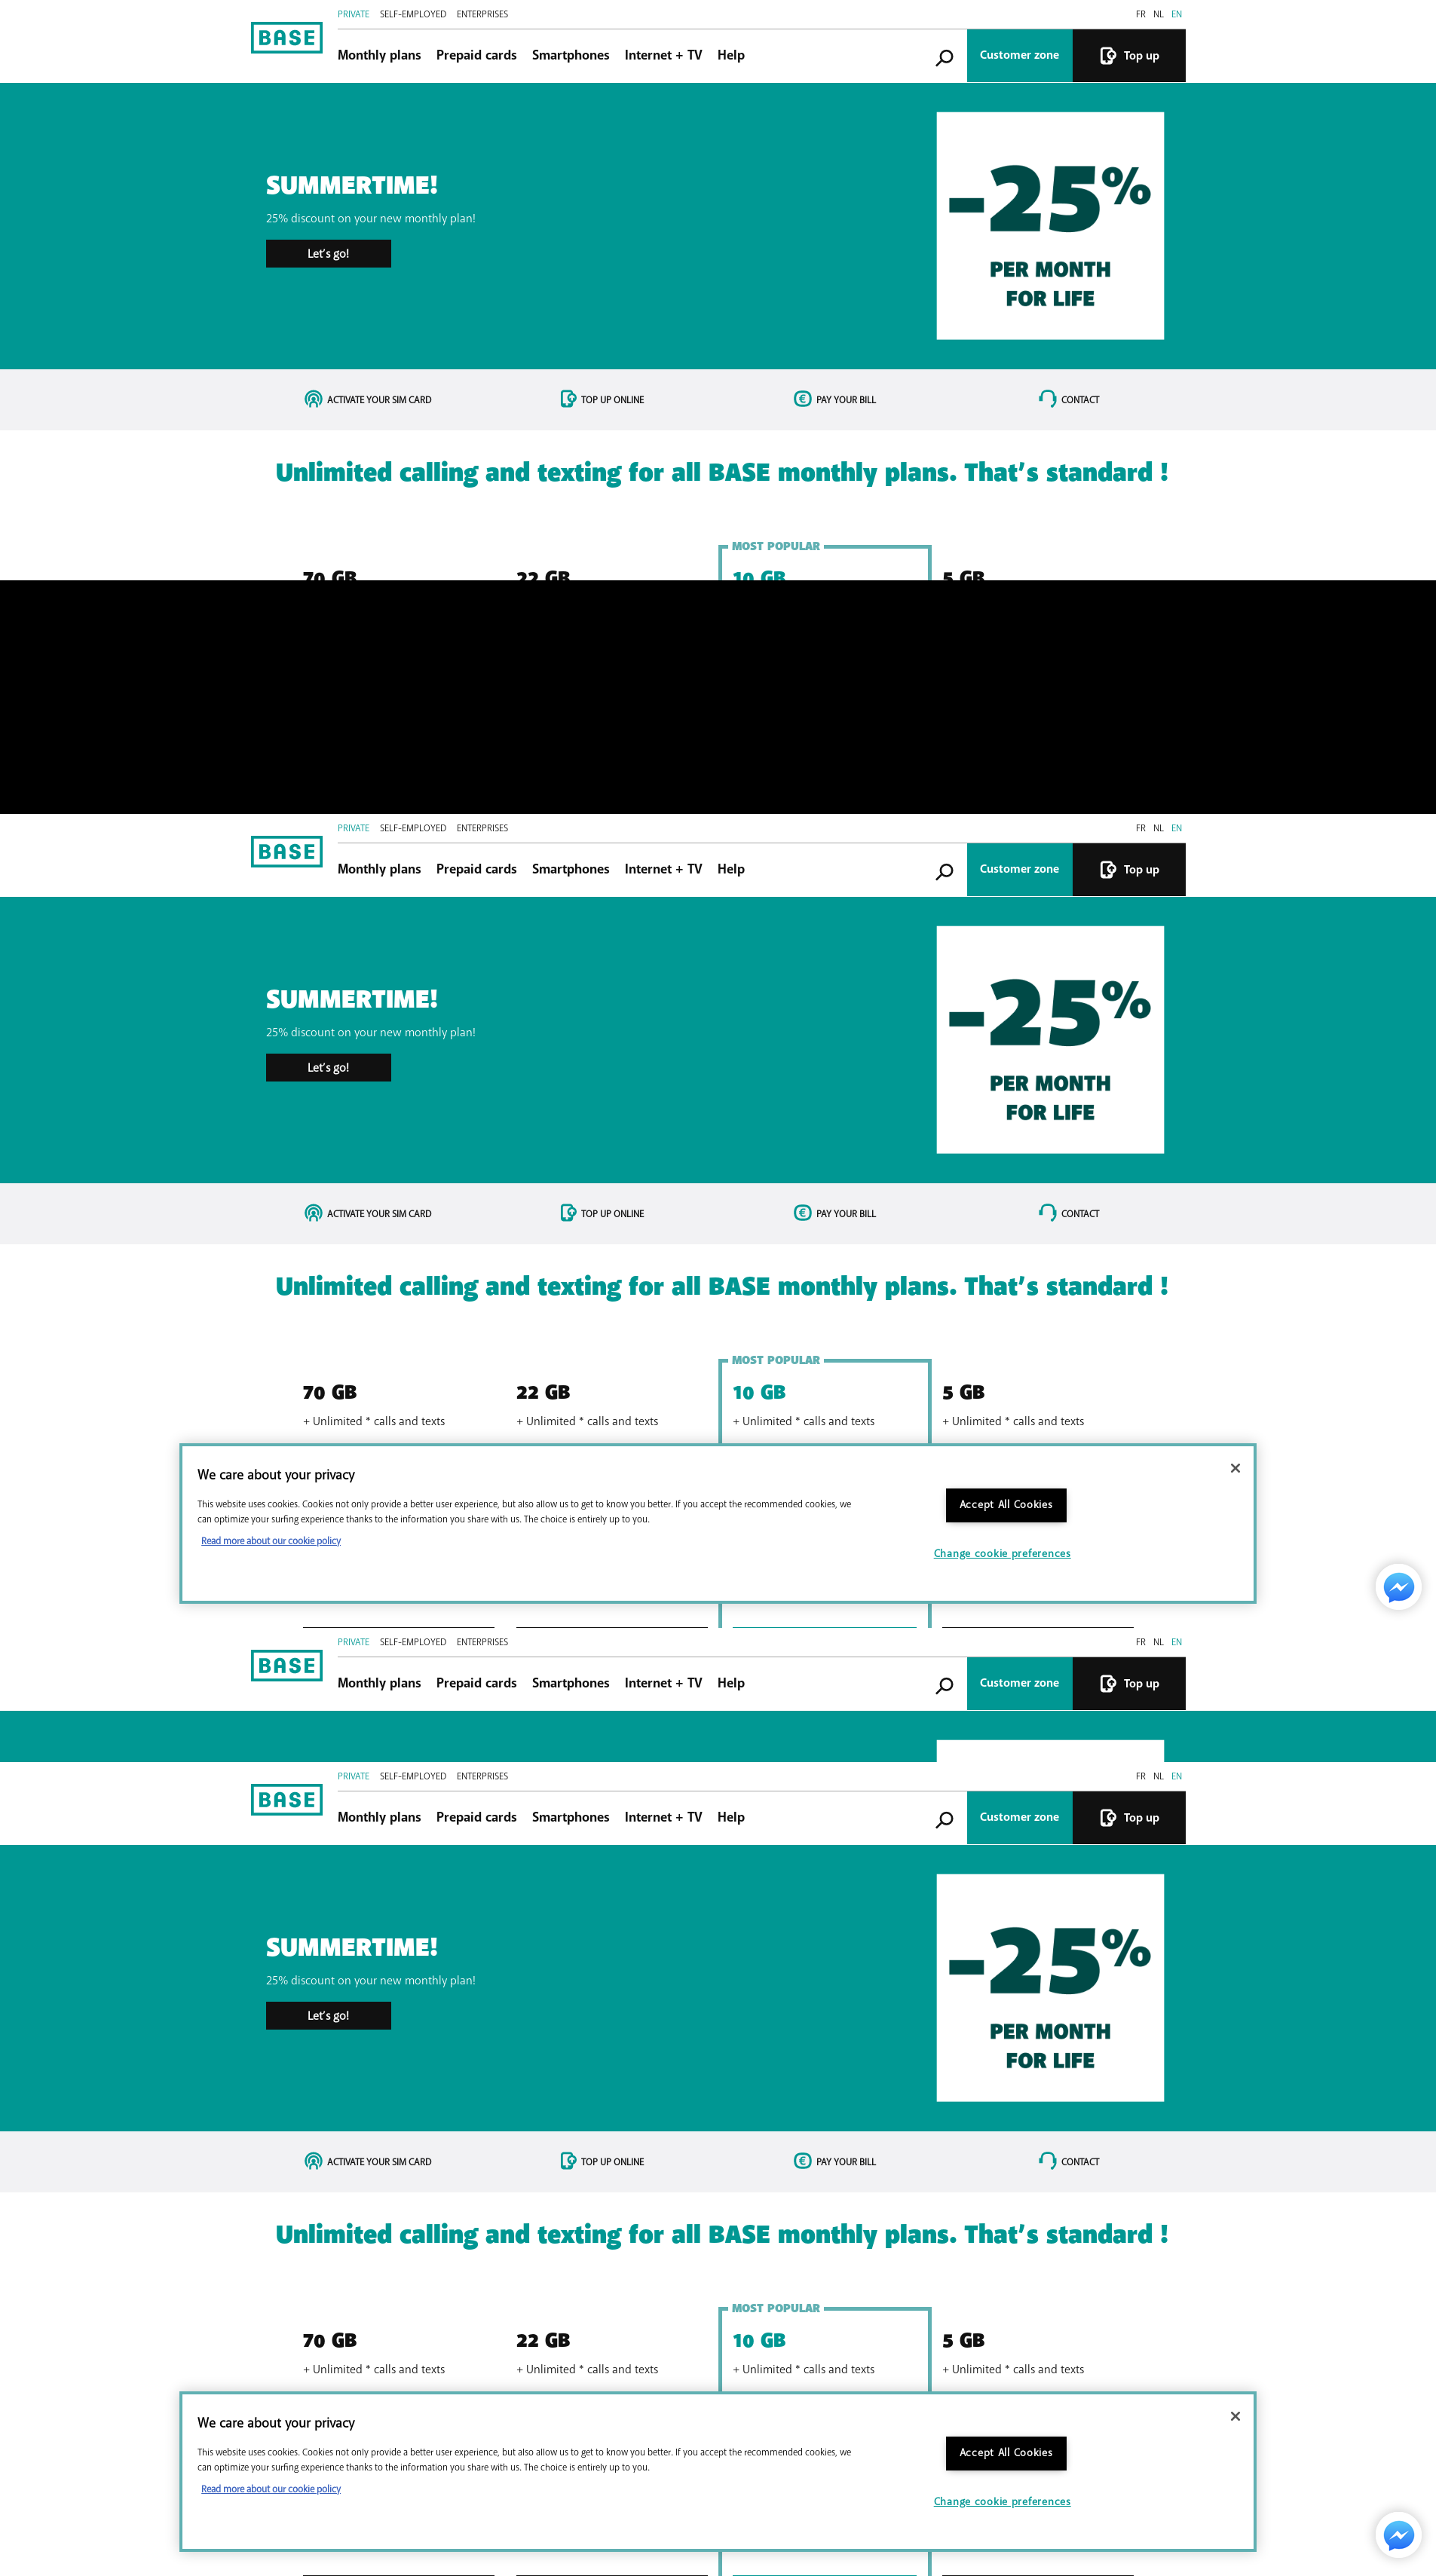 PRIVATE SELF-EMPLOYED ENTERPRISES FR NL EN
BASE
Monthly plans Prepaid cards Smartphones Internet + TV Help Customer zone Top up
SUMMERTIME!
25% discount on your new monthly plan!
Let's go!
-25%
PER MONTH
FOR LIFE
ACTIVATE YOUR SIM CARD TOP UP ONLINE PAY YOUR BILL CONTACT
Unlimited calling and texting for all BASE monthly plans. That's standard !
MOST POPULAR
70 GB 22 GB 10 GB 5 GB
PRIVATE SELF-EMPLOYED ENTERPRISES FR NL EN
BASE
Monthly plans Prepaid cards Smartphones Internet + TV Help Customer zone Top up
SUMMERTIME!
25% discount on your new monthly plan!
Let's go!
-25%
PER MONTH
FOR LIFE
ACTIVATE YOUR SIM CARD TOP UP ONLINE PAY YOUR BILL CONTACT
Unlimited calling and texting for all BASE monthly plans. That's standard !
MOST POPULAR
70 GB 22 GB 10 GB 5 GB
+ Unlimited * calls and texts + Unlimited * calls and texts + Unlimited * calls and texts + Unlimited * calls and texts
We care about your privacy
This website uses cookies. Cookies not only provide a better user experience, but also allow us to get to know you better. If you accept the recommended cookies, we
can optimize your surfing experience thanks to the information you share with us. The choice is entirely up to you.
Read more about our cookie policy
Accept All Cookies
Change cookie preferences
PRIVATE SELF-EMPLOYED ENTERPRISES FR NL EN
BASE
Monthly plans Prepaid cards Smartphones Internet + TV Help Customer zone Top up
PRIVATE SELF-EMPLOYED ENTERPRISES FR NL EN
BASE
Monthly plans Prepaid cards Smartphones Internet + TV Help Customer zone Top up
SUMMERTIME!
25% discount on your new monthly plan!
Let's go!
-25%
PER MONTH
FOR LIFE
ACTIVATE YOUR SIM CARD TOP UP ONLINE PAY YOUR BILL CONTACT
Unlimited calling and texting for all BASE monthly plans. That's standard !
MOST POPULAR
70 GB 22 GB 10 GB 5 GB
+ Unlimited * calls and texts + Unlimited * calls and texts + Unlimited * calls and texts + Unlimited * calls and texts
We care about your privacy
This website uses cookies. Cookies not only provide a better user experience, but also allow us to get to know you better. If you accept the recommended cookies, we
can optimize your surfing experience thanks to the information you share with us. The choice is entirely up to you.
Read more about our cookie policy
Accept All Cookies
Change cookie preferences